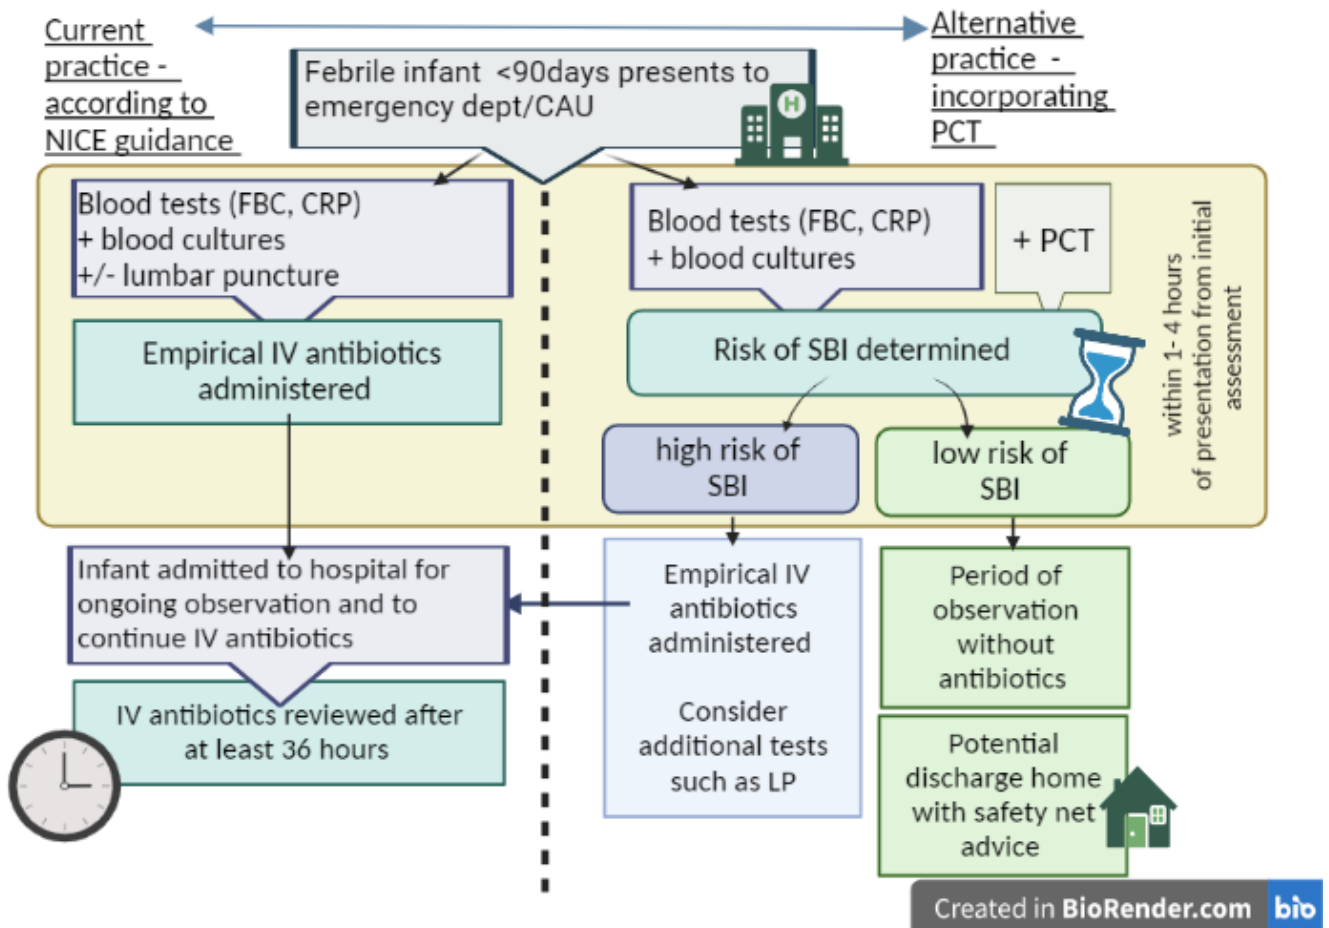 Current
practice -
according to
NICE guidance
Alternative
practice -
incorporating
PCT
Febrile infant <90days presents to
emergency dept/CAU
H
Blood tests (FBC, CRP)
+ blood cultures
+/- lumbar puncture
Empirical IV antibiotics
administered
Infant admitted to hospital for
ongoing observation and to
continue IV antibiotics
IV antibiotics reviewed after
at least 36 hours
Blood tests (FBC, CRP)
+ blood cultures
+ PCT
Risk of SBI determined
high risk of
SBI
low risk of
SBI
within 1- 4 hours
of presentation from initial
assessment
Empirical IV
antibiotics
administered
Consider
additional tests
such as LP
Period of
observation
without
antibiotics
Potential
discharge home
with safety net
advice
Created in BioRender.com bio